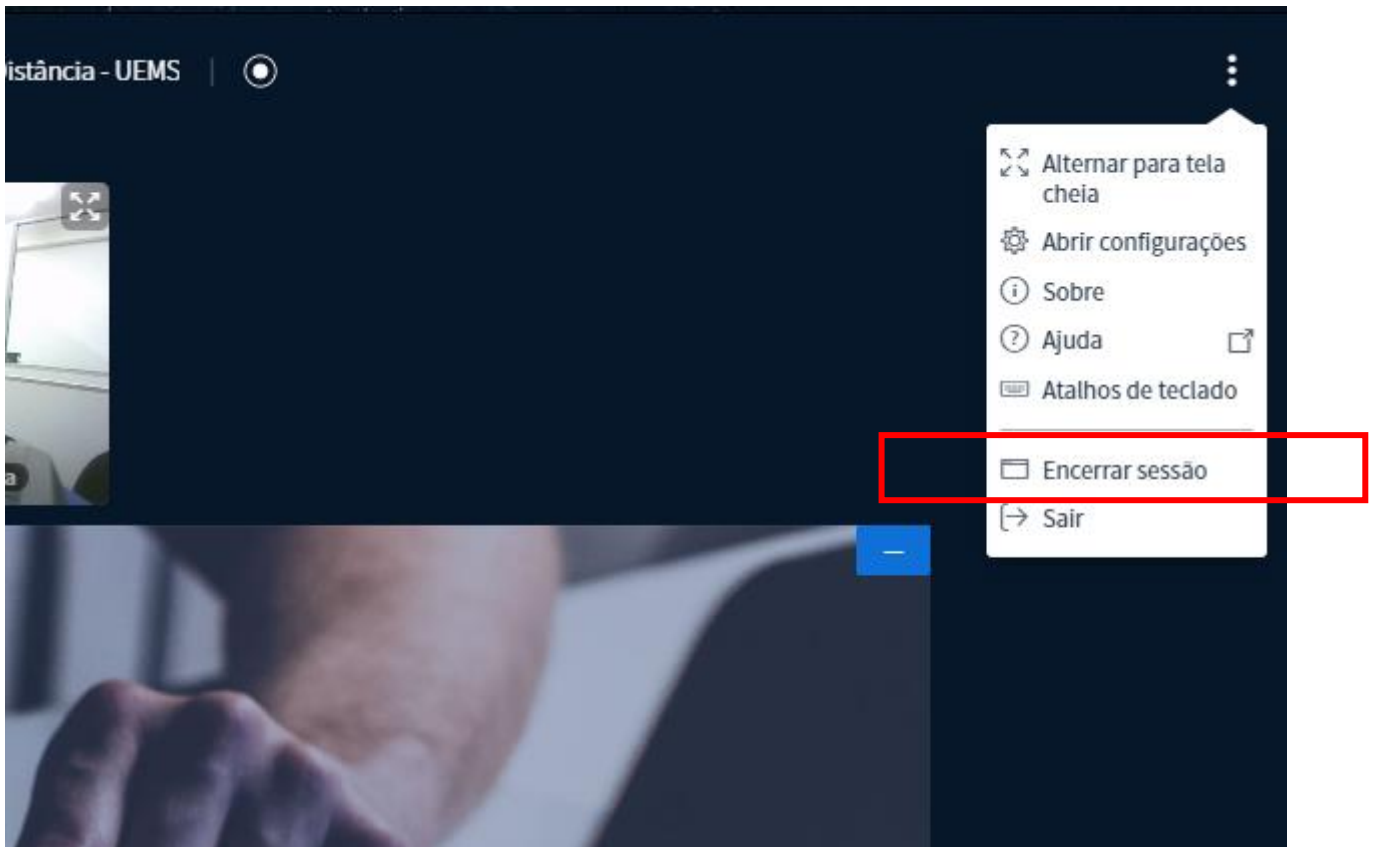 istância - UEMS
Alternar para tela
cheia
Abrir configurações
Sobre
Ajuda
Atalhos de teclado
Encerrar sessão
Sair
a